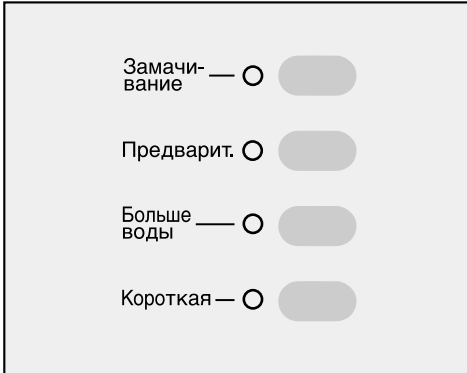 Замачи-
вание
Предварит.
Больше
воды
Короткая